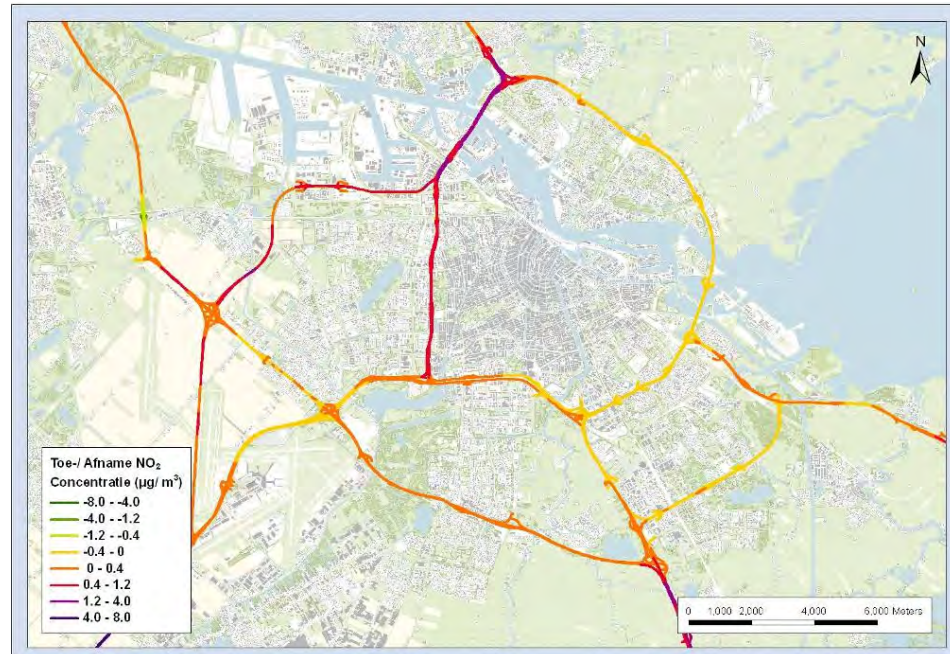 N
Toe-/ Afname NO₂
Concentratie (µg/ m³)
-8.0 - -4.0
-4.0 - -1.2
-1.2 - -0.4
-0.4 - 0
0 - 0.4
0.4 - 1.2
1.2 - 4.0
4.0 - 8.0
0 1,000 2,000 4,000 6,000 Meters